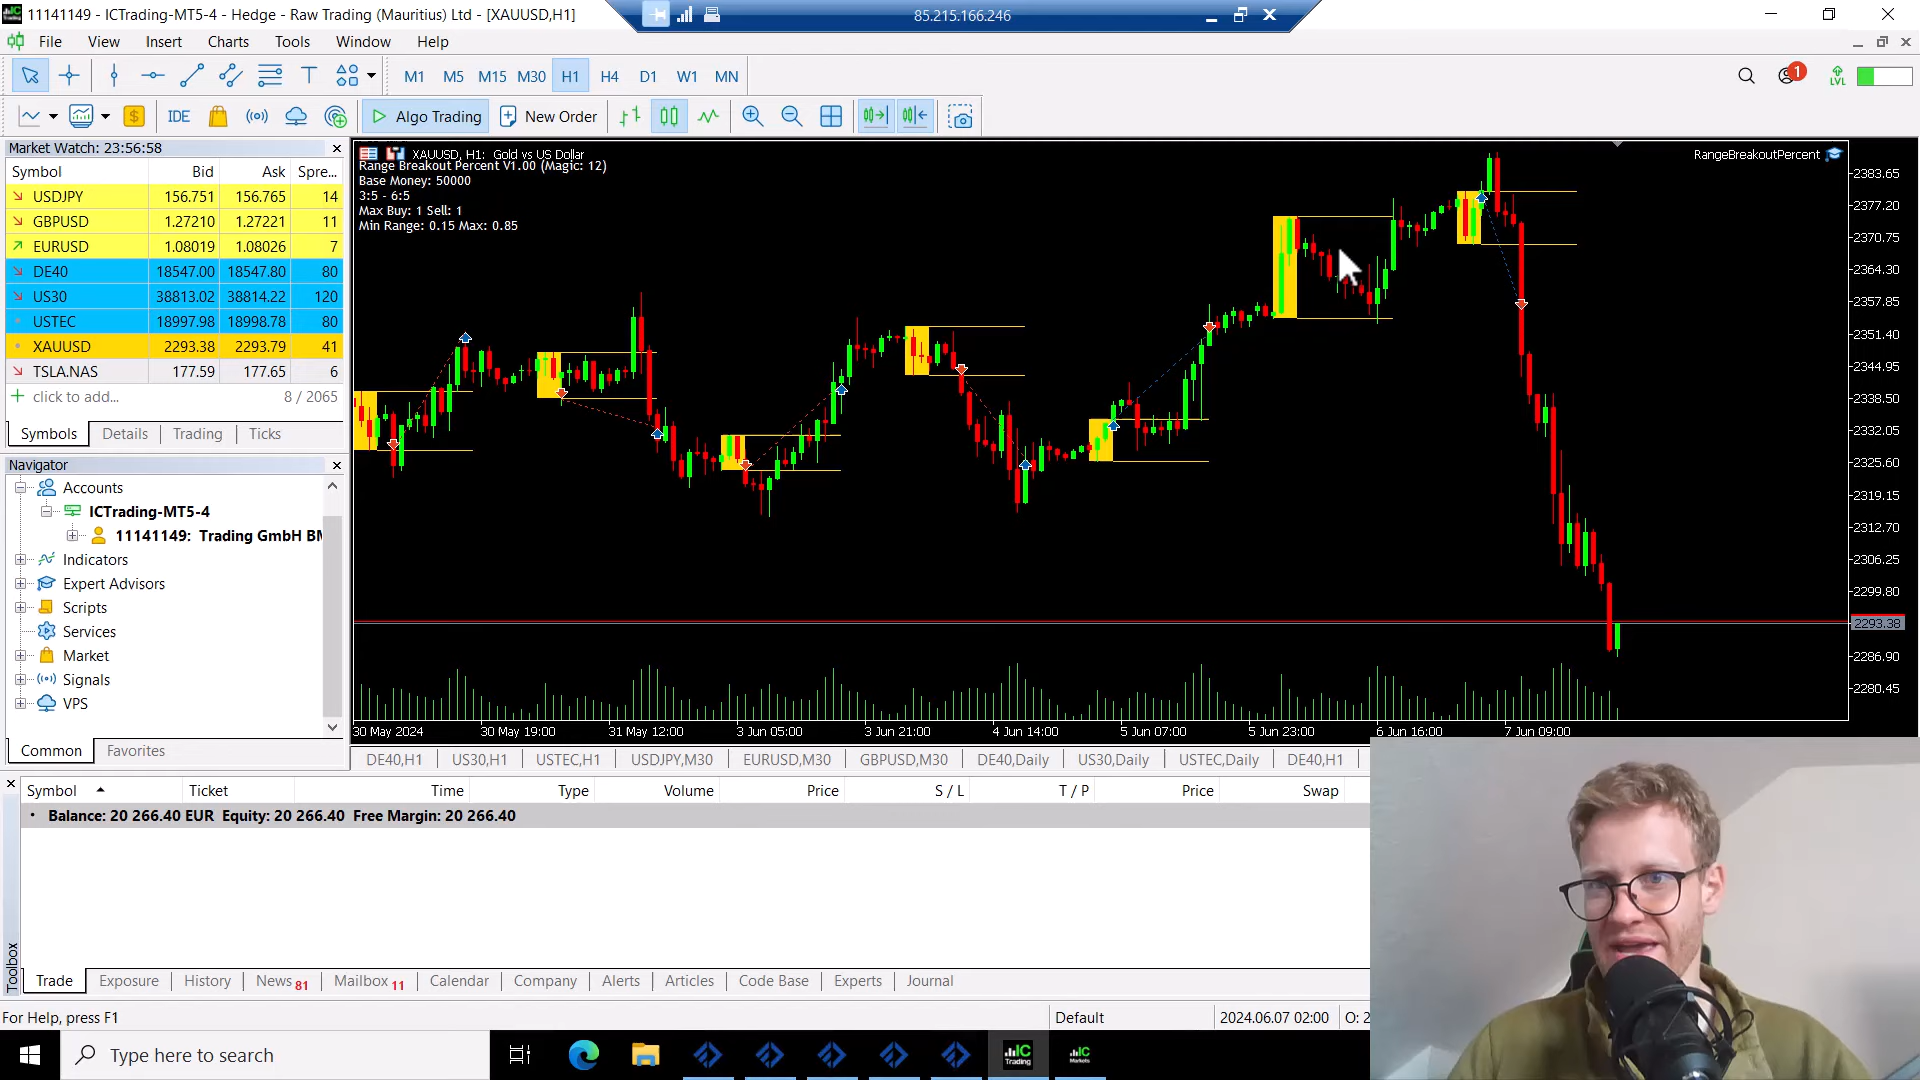 11141149 - ICTrading-MT5-4 - Hedge - Raw Trading (Mauritius) Ltd - [XAUUSD,H1]
85.215.166.246
File View Insert Charts Tools Window Help
M1 M5 M15 M30 H1 H4 D1 W1 MN
1
LVL
IDE
Algo Trading
New Order
Market Watch: 23:56:58
Symbol Bid Ask Spre...
USDJPY 156.751 156.765 14
GBPUSD 1.27210 1.27221 11
EURUSD 1.08019 1.08026 7
DE40 18547.00 18547.80 80
US30 38813.02 38814.22 120
USTEC 18997.98 18998.78 80
XAUUSD 2293.38 2293.79 41
TSLA.NAS 177.59 177.65 6
click to add... 8 / 2065
Symbols Details Trading Ticks
Navigator
Accounts
ICTrading-MT5-4
11141149: Trading GmbH
Indicators
Expert Advisors
Scripts
Services
Market
Signals
VPS
Common Favorites
XAUUSD, H1: Gold vs US Dollar
Range Breakout Percent V1.00 (Magic: 12)
Base Money: 50000
3:5 - 6:5
Max Buy: 1 Sell: 1
Min Range: 0.15 Max: 0.85
RangeBreakoutPercent
2383.65
2377.20
2370.75
2364.30
2357.85
2351.40
2344.95
2338.50
2332.05
2325.60
2319.15
2312.70
2306.25
2299.80
2293.38
2286.90
2280.45
30 May 2024 30 May 19:00 31 May 12:00 3 Jun 05:00 3 Jun 21:00 4 Jun 14:00 5 Jun 07:00 5 Jun 23:00 6 Jun 16:00 7 Jun 09:00
DE40,H1 US30,H1 USTEC,H1 USDJPY,M30 EURUSD,M30 GBPUSD,M30 DE40,Daily US30,Daily USTEC,Daily DE40,H1
Symbol Ticket Time Type Volume Price S / L T / P Price Swap
Balance: 20 266.40 EUR Equity: 20 266.40 Free Margin: 20 266.40
Toolbox
Trade Exposure History News 81 Mailbox 11 Calendar Company Alerts Articles Code Base Experts Journal
For Help, press F1
Default
2024.06.07 02:00
O: 2
Type here to search
IC
Trading
IC
Markets